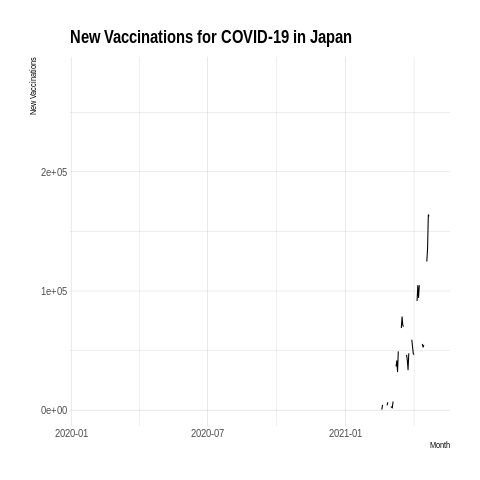 New Vaccinations for COVID-19 in Japan
New Vaccinations
2e+05
1e+05
0e+00
2020-01 2020-07 2021-01
Month